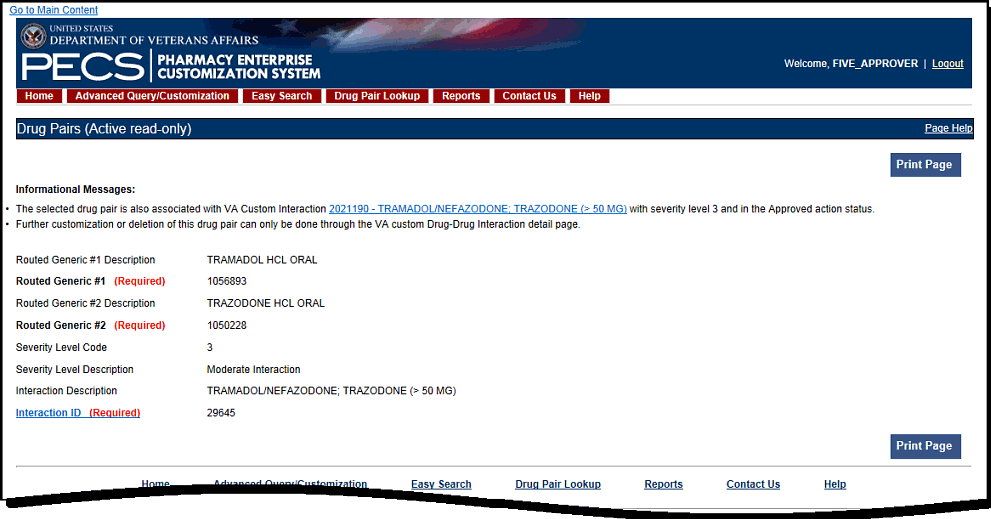 Go to Main Content
UNITED STATES
DEPARTMENT OF VETERANS AFFAIRS
PECS PHARMACY ENTERPRISE CUSTOMIZATION SYSTEM
Welcome, FIVE_APPROVER | Logout
Home Advanced Query/Customization Easy Search Drug Pair Lookup Reports Contact Us Help
Drug Pairs (Active read-only) Page Help
Print Page
Informational Messages:
• The selected drug pair is also associated with VA Custom Interaction 2021190 - TRAMADOL/NEFAZODONE; TRAZODONE (> 50 MG) with severity level 3 and in the Approved action status.
• Further customization or deletion of this drug pair can only be done through the VA custom Drug-Drug Interaction detail page.
Routed Generic #1 Description TRAMADOL HCL ORAL
Routed Generic #1 (Required) 1056893
Routed Generic #2 Description TRAZODONE HCL ORAL
Routed Generic #2 (Required) 1050228
Severity Level Code 3
Severity Level Description Moderate Interaction
Interaction Description TRAMADOL/NEFAZODONE; TRAZODONE (> 50 MG)
Interaction ID (Required) 29645
Print Page
Home Advanced Query/Customization Easy Search Drug Pair Lookup Reports Contact Us Help